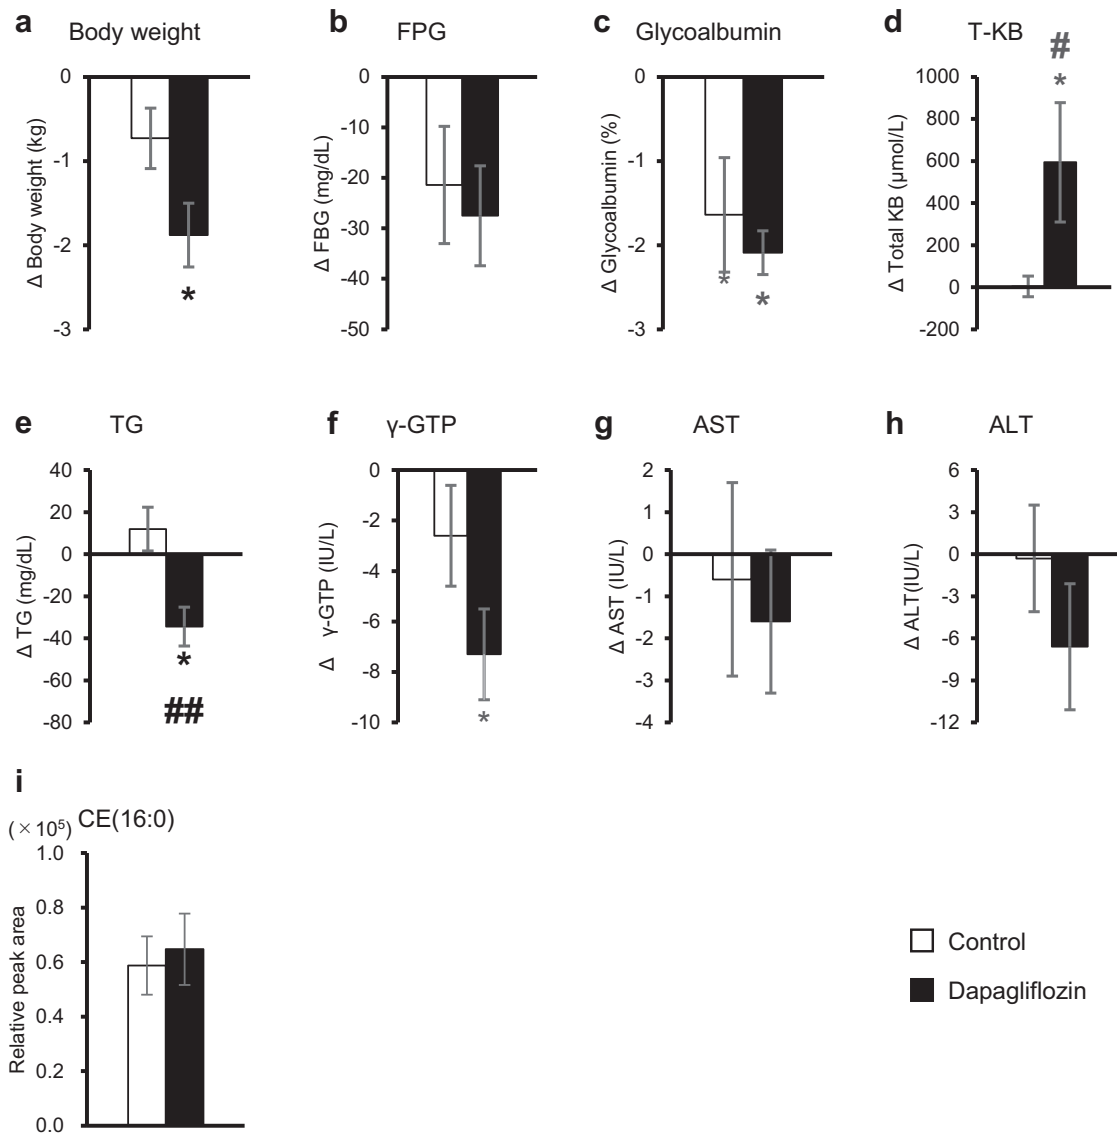 a Body weight
0
-1
-2
-3
Δ Body weight (kg)
*
b FPG
0
-10
-20
-30
-40
-50
Δ FBG (mg/dL)
c Glycoalbumin
0
-1
-2
-3
Δ Glycoalbumin (%)
* *
d T-KB
#
*
1000
800
600
400
200
0
-200
Δ Total KB (μmol/L)
e TG
40
20
0
-20
-40
-60
-80
Δ TG (mg/dL)
*
##
f γ-GTP
0
-2
-4
-6
-8
-10
Δ γ-GTP (IU/L)
*
g AST
2
1
0
-1
-2
-3
-4
Δ AST (IU/L)
h ALT
6
3
0
-3
-6
-9
-12
Δ ALT(IU/L)
i
(×10⁵) CE(16:0)
1.0
0.8
0.6
0.4
0.2
0.0
Relative peak area
Control
Dapagliflozin